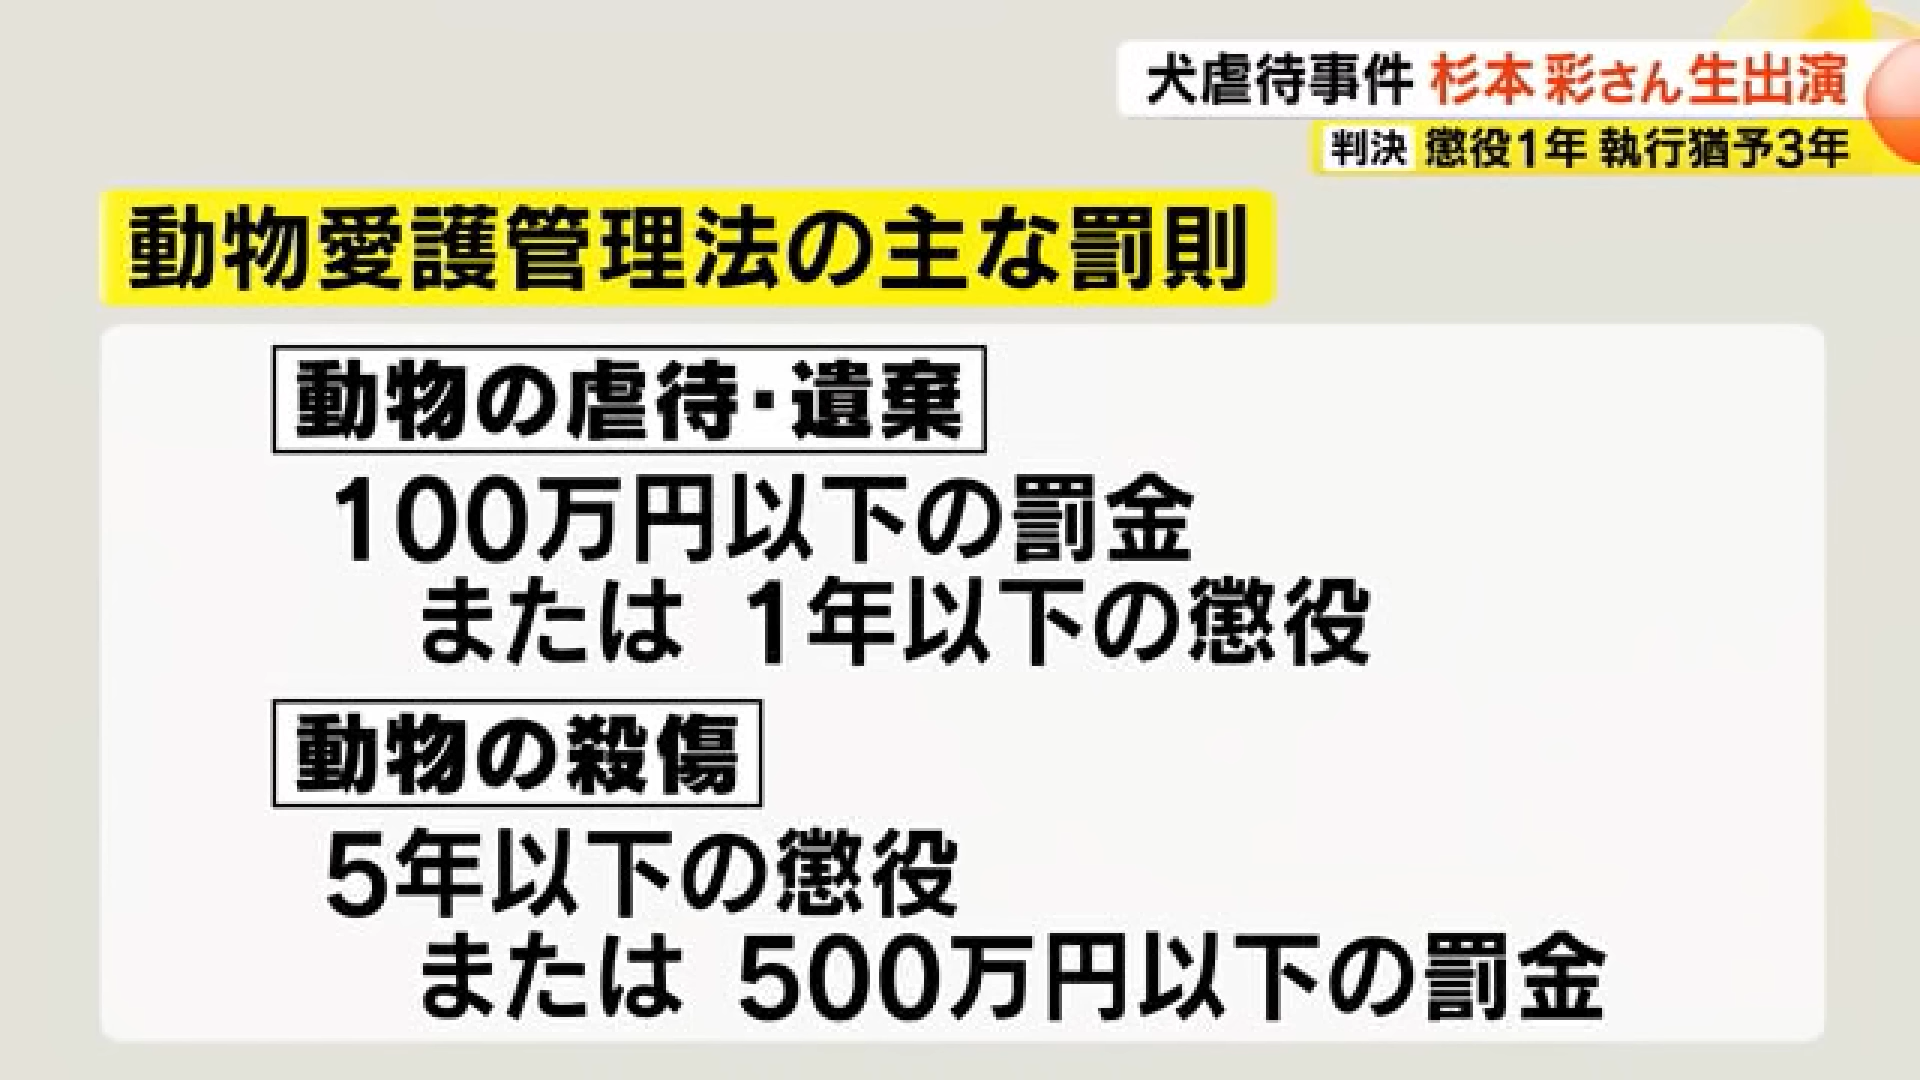 犬虐待事件 杉本 彩さん生出演
判決 懲役1年 執行猶予3年
動物愛護管理法の主な罰則
動物の虐待・遺棄
100万円以下の罰金
または 1年以下の懲役
動物の殺傷
5年以下の懲役
または 500万円以下の罰金